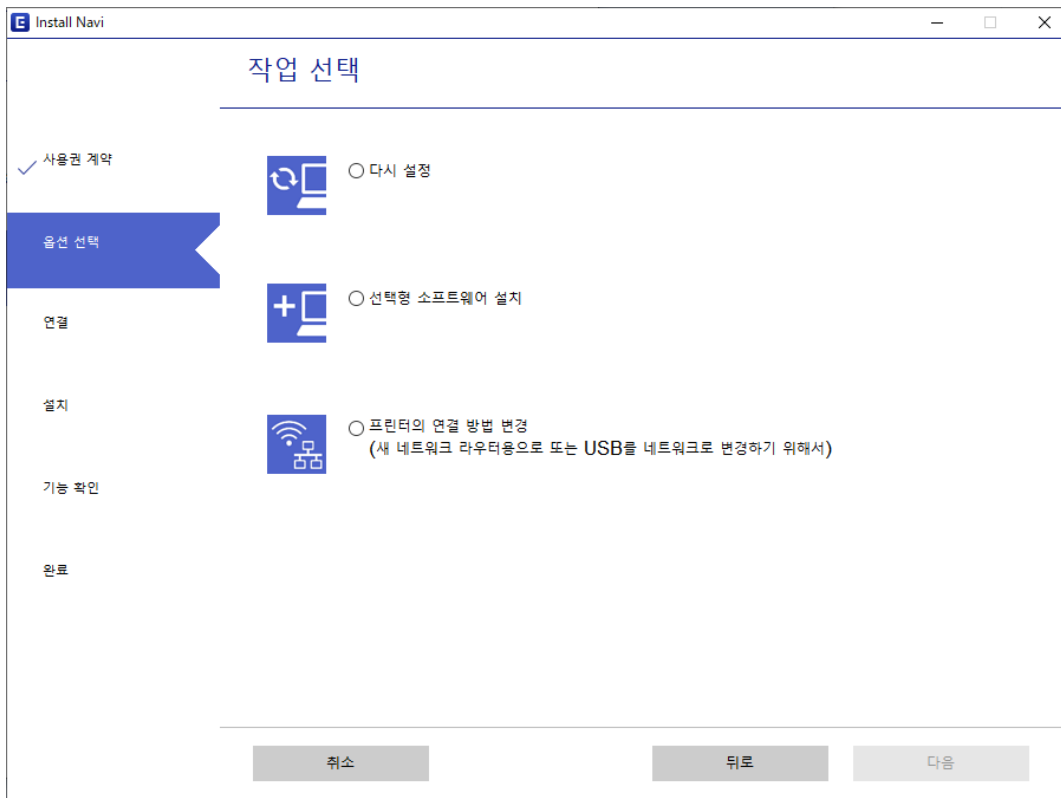 E Install Navi
작업 선택
사용권 계약
옵션 선택
연결
설치
기능 확인
완료
다시 설정
선택형 소프트웨어 설치
프린터의 연결 방법 변경
(새 네트워크 라우터용으로 또는 USB를 네트워크로 변경하기 위해서)
취소
뒤로
다음